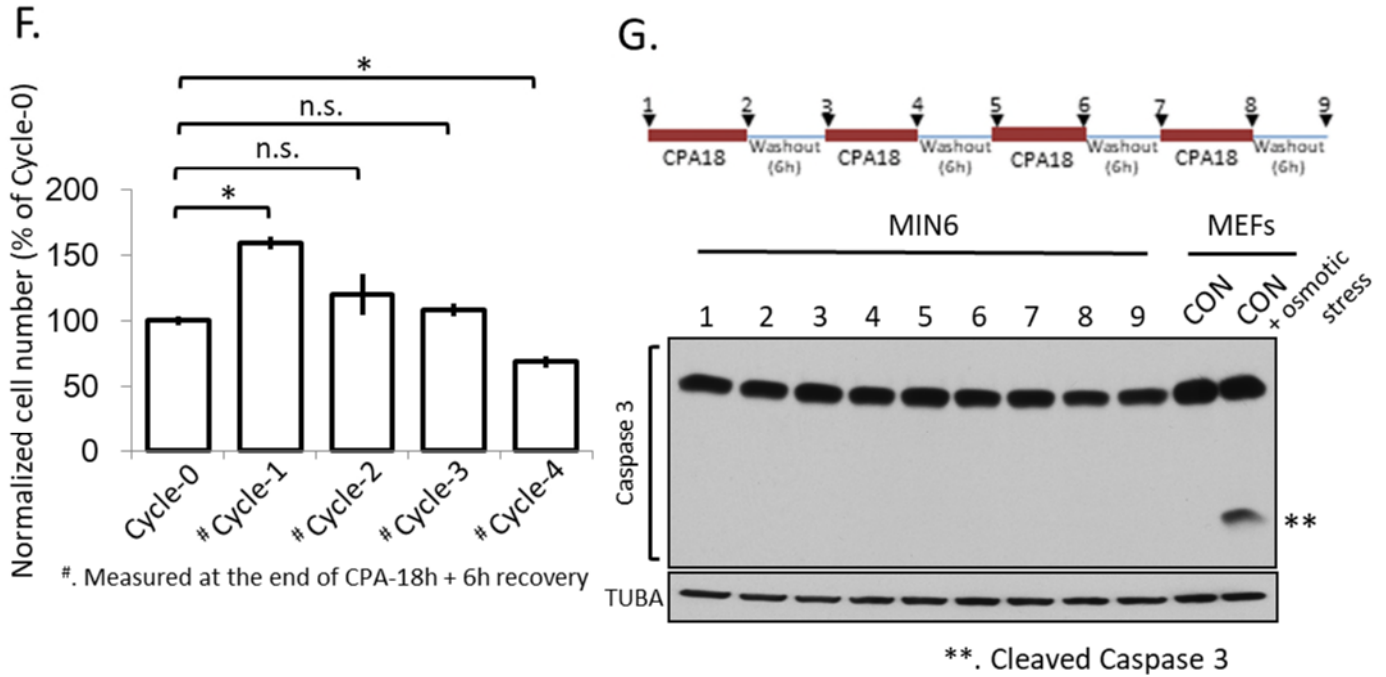 F.
Normalized cell number (% of Cycle-0)
*
n.s.
n.s.
*
200
150
100
50
0
Cycle-0
# Cycle-1
# Cycle-2
# Cycle-3
# Cycle-4
#. Measured at the end of CPA-18h + 6h recovery
G.
1 2 3 4 5 6 7 8 9
CPA18 Washout (6h) CPA18 Washout (6h) CPA18 Washout (6h) CPA18 Washout (6h)
MIN6 MEFs
1 2 3 4 5 6 7 8 9 CON CON
+ osmotic
stress
Caspase 3
**
TUBA
**. Cleaved Caspase 3